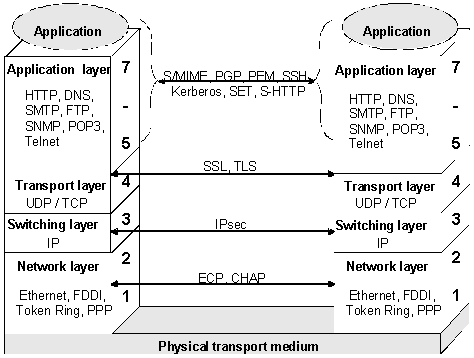 Application
Application
Application layer 7
S/MIME, PGP, PEM, SSH
Kerberos, SET, S-HTTP
Application layer 7
HTTP, DNS,
SMTP, FTP -
SNMP, POP3,
Telnet 5
HTTP, DNS,
SMTP, FTP -
SNMP, POP3,
Telnet 5
SSL, TLS
Transport layer 4
UDP / TCP
Transport layer 4
UDP / TCP
Switching layer 3
IP
IPsec
Switching layer 3
IP
Network layer 2
ECP, CHAP
Network layer 2
Ethernet, FDDI,
Token Ring, PPP 1
Ethernet, FDDI,
Token Ring, PPP 1
Physical transport medium